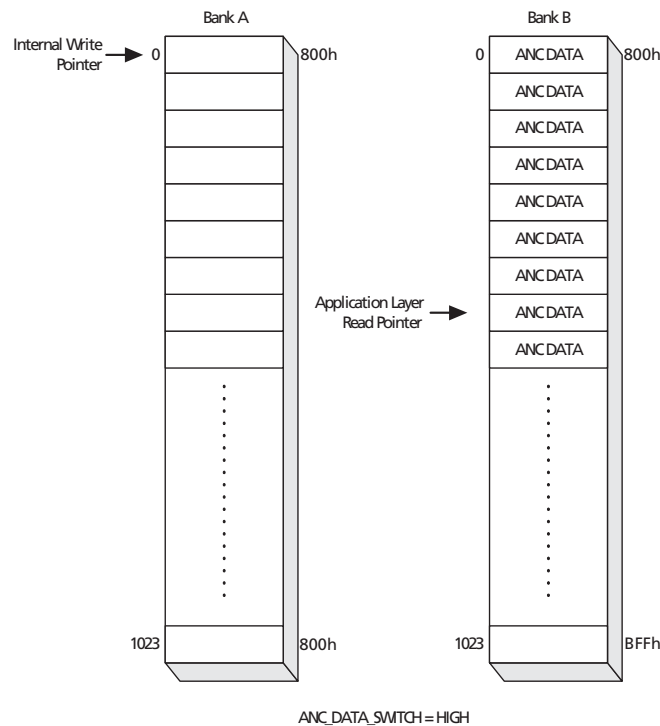 Bank A
Bank B
Internal Write
Pointer
0
800h
0
ANC DATA
800h
ANC DATA
ANC DATA
ANC DATA
ANC DATA
ANC DATA
ANC DATA
Application Layer
Read Pointer
ANC DATA
ANC DATA
1023
800h
1023
BFFh
ANC_DATA_SWITCH = HIGH